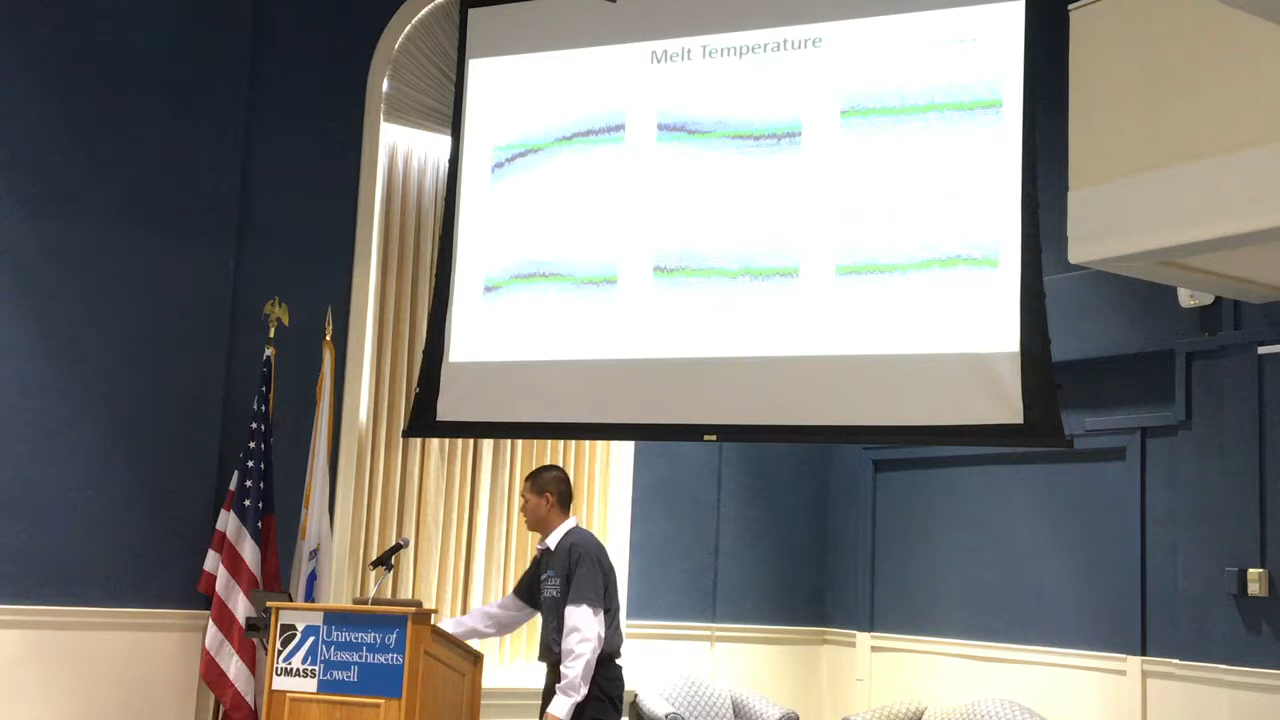 Melt Temperature
University of
Massachusetts
Lowell
UMASS